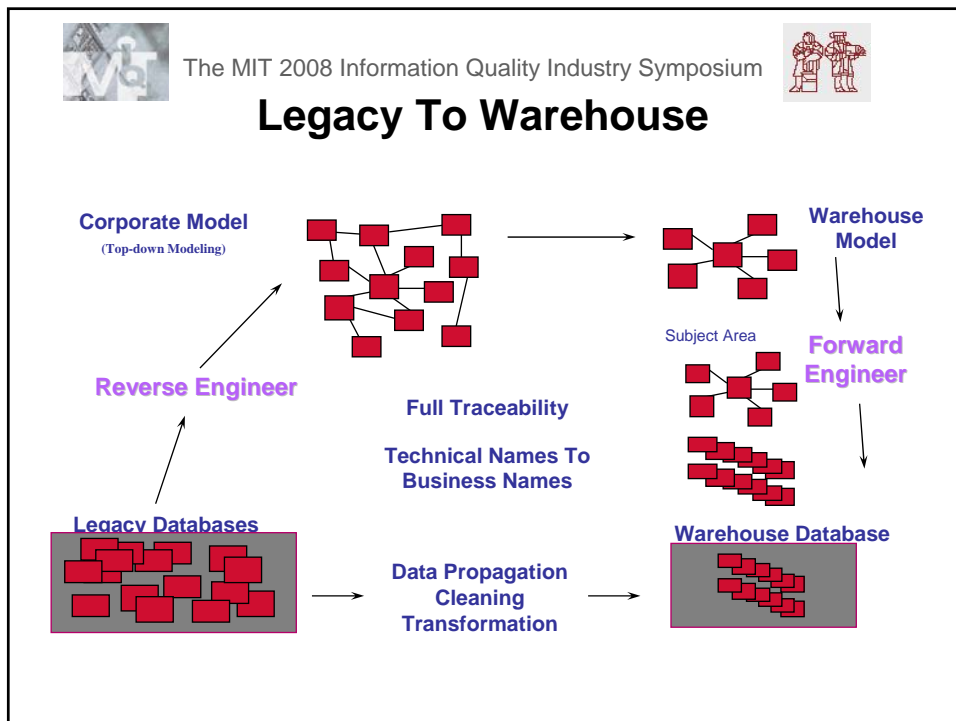 The MIT 2008 Information Quality Industry Symposium
Legacy To Warehouse
Corporate Model
(Top-down Modeling)
Warehouse
Model
Subject Area
Forward
Engineer
Reverse Engineer
Full Traceability
Technical Names To
Business Names
Legacy Databases
Warehouse Database
Data Propagation
Cleaning
Transformation